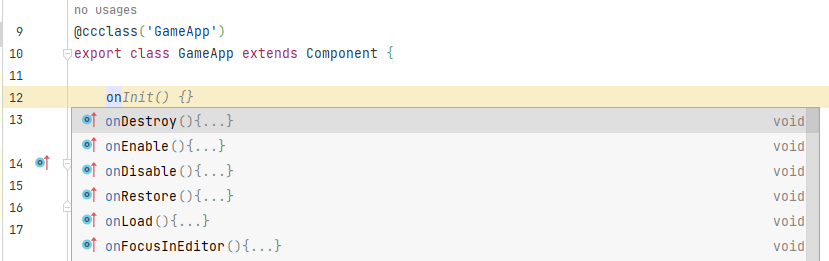 no usages
9 @ccclass('GameApp')
10 export class GameApp extends Component {
11
12 onInit() {}
13 onDestroy(){...} void
onEnable(){...} void
14 onDisable(){...} void
15 onRestore(){...} void
16 onLoad(){...} void
17 onFocusInEditor(){...} void